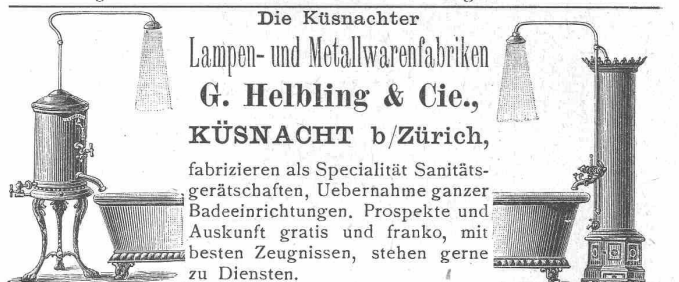 Die Küsnachter
Lampen- und Metallwarenfabriken
G. Helbling & Cie.,
KÜSNACHT b/Zürich,
fabrizieren als Specialität Sanitäts-
gerätschaften, Uebernahme ganzer
Badeeinrichtungen. Prospekte und
Auskunft gratis und franko, mit
besten Zeugnissen, stehen gerne
zu Diensten.